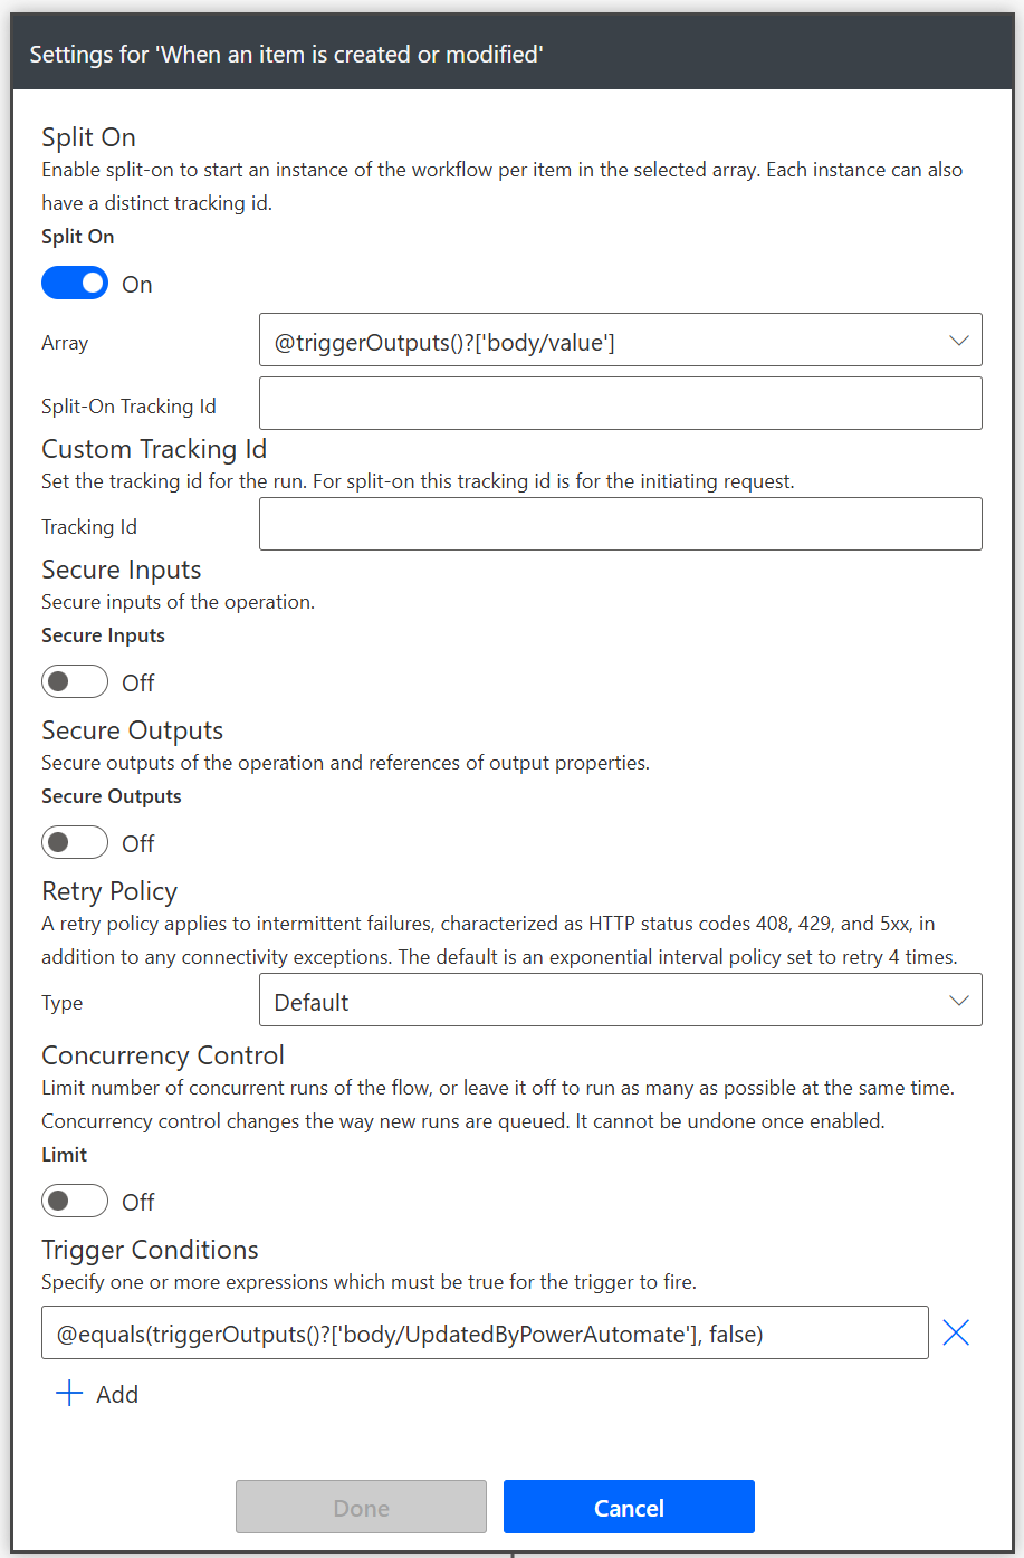 Settings for 'When an item is created or modified'
Split On
Enable split-on to start an instance of the workflow per item in the selected array. Each instance can also
have a distinct tracking id.
Split On
On
Array
@triggerOutputs()?['body/value']
Split-On Tracking Id
Custom Tracking Id
Set the tracking id for the run. For split-on this tracking id is for the initiating request.
Tracking Id
Secure Inputs
Secure inputs of the operation.
Secure Inputs
Off
Secure Outputs
Secure outputs of the operation and references of output properties.
Secure Outputs
Off
Retry Policy
A retry policy applies to intermittent failures, characterized as HTTP status codes 408, 429, and 5xx, in
addition to any connectivity exceptions. The default is an exponential interval policy set to retry 4 times.
Type
Default
Concurrency Control
Limit number of concurrent runs of the flow, or leave it off to run as many as possible at the same time.
Concurrency control changes the way new runs are queued. It cannot be undone once enabled.
Limit
Off
Trigger Conditions
Specify one or more expressions which must be true for the trigger to fire.
@equals(triggerOutputs()?['body/UpdatedByPowerAutomate'], false)
Add
Done
Cancel